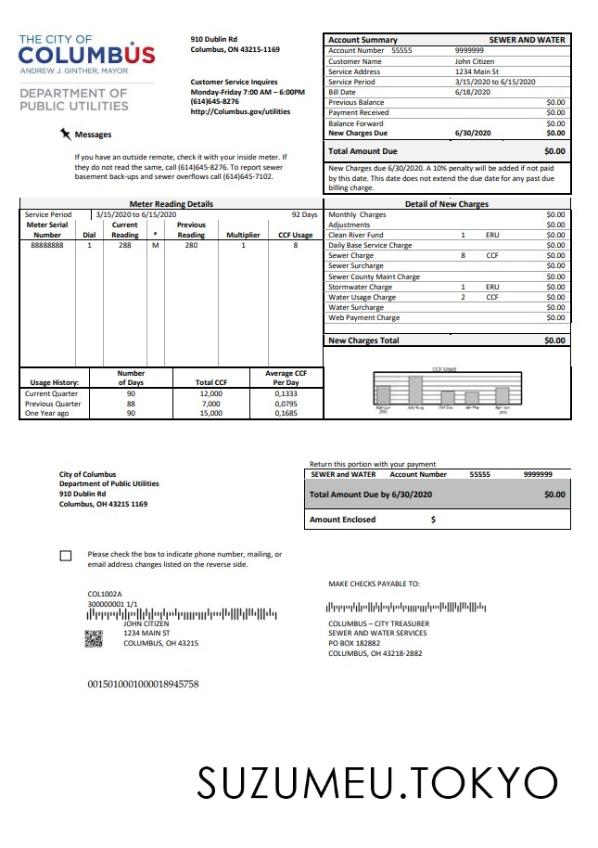 THE CITY OF
COLUMBUS
ANDREW J. GINTHER, MAYOR
DEPARTMENT OF
PUBLIC UTILITIES
910 Dublin Rd
Columbus, ON 43215-1169
Customer Service Inquires
Monday-Friday 7:00 AM – 6:00PM
(614)645-8276
http://Columbus.gov/utilities
Messages
If you have an outside remote, check it with your inside meter. If
they do not read the same, call (614)645-8276. To report sewer
basement back-ups and sewer overflows call (614)645-7102.
Account Summary SEWER AND WATER
Account Number 55555 9999999
Customer Name John Citizen
Service Address 1234 Main St
Service Period 3/15/2020 to 6/15/2020
Bill Date 6/18/2020
Previous Balance $0.00
Payment Received $0.00
Balance Forward $0.00
New Charges Due 6/30/2020 $0.00
Total Amount Due $0.00
New Charges due 6/30/2020. A 10% penalty will be added if not paid
by this date. This date does not extend the due date for any past due
billing charge.
Meter Reading Details
Service Period 3/15/2020 to 6/15/2020 92 Days
Meter Serial Number Dial Current Reading * Previous Reading Multiplier CCF Usage
88888888 1 288 M 280 1 8
Usage History: Number of Days Total CCF Average CCF Per Day
Current Quarter 90 12,000 0,1333
Previous Quarter 88 7,000 0,0795
One Year ago 90 15,000 0,1685
Detail of New Charges
Monthly Charges $0.00
Adjustments $0.00
Clean River Fund 1 ERU $0.00
Daily Base Service Charge $0.00
Sewer Charge 8 CCF $0.00
Sewer Surcharge $0.00
Sewer County Maint Charge $0.00
Stormwater Charge 1 ERU $0.00
Water Usage Charge 2 CCF $0.00
Water Surcharge $0.00
Web Payment Charge $0.00
New Charges Total $0.00
CCF Used
City of Columbus
Department of Public Utilities
910 Dublin Rd
Columbus, OH 43215 1169
Return this portion with your payment
SEWER and WATER Account Number 55555 9999999
Total Amount Due by 6/30/2020 $0.00
Amount Enclosed $
Please check the box to indicate phone number, mailing, or
email address changes listed on the reverse side.
COL1002A
300000001 1/1
JOHN CITIZEN
1234 MAIN ST
COLUMBUS, OH 43215
MAKE CHECKS PAYABLE TO:
COLUMBUS – CITY TREASURER
SEWER AND WATER SERVICES
PO BOX 182882
COLUMBUS, OH 43218-2882
0015010001000018945758
SUZUMEU.TOKYO